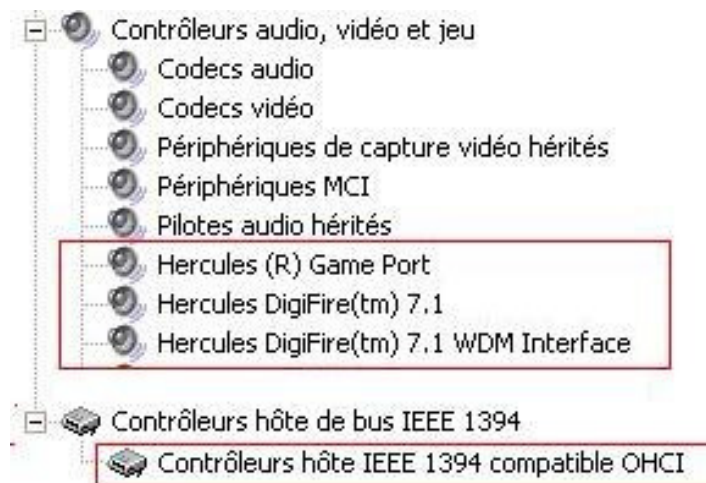 Contrôleurs audio, vidéo et jeu
Codecs audio
Codecs vidéo
Périphériques de capture vidéo hérités
Périphériques MCI
Pilotes audio hérités
Hercules (R) Game Port
Hercules DigiFire(tm) 7.1
Hercules DigiFire(tm) 7.1 WDM Interface
Contrôleurs hôte de bus IEEE 1394
Contrôleurs hôte IEEE 1394 compatible OHCI